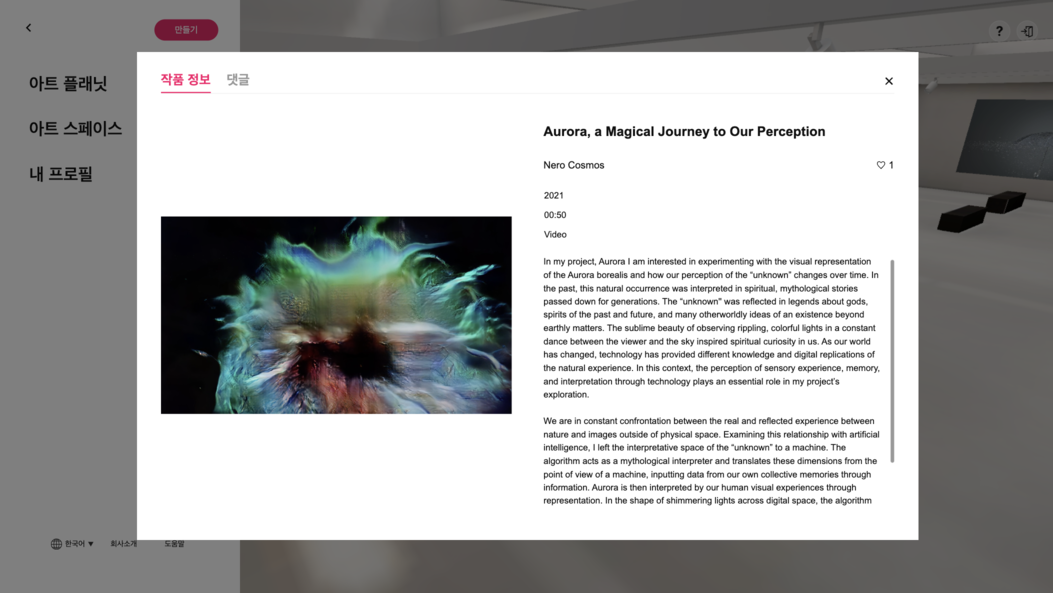 만들기
?
아트 플래닛
아트 스페이스
내 프로필
작품 정보 댓글
Aurora, a Magical Journey to Our Perception
Nero Cosmos
1
2021
00:50
Video
In my project, Aurora I am interested in experimenting with the visual representation
of the Aurora borealis and how our perception of the “unknown” changes over time. In
the past, this natural occurrence was interpreted in spiritual, mythological stories
passed down for generations. The “unknown” was reflected in legends about gods,
spirits of the past and future, and many otherworldly ideas of an existence beyond
earthly matters. The sublime beauty of observing rippling, colorful lights in a constant
dance between the viewer and the sky inspired spiritual curiosity in us. As our world
has changed, technology has provided different knowledge and digital replications of
the natural experience. In this context, the perception of sensory experience, memory,
and interpretation through technology plays an essential role in my project’s
exploration.
We are in constant confrontation between the real and reflected experience between
nature and images outside of physical space. Examining this relationship with artificial
intelligence, I left the interpretative space of the “unknown” to a machine. The
algorithm acts as a mythological interpreter and translates these dimensions from the
point of view of a machine, inputting data from our own collective memories through
information. Aurora is then interpreted by our human visual experiences through
representation. In the shape of shimmering lights across digital space, the algorithm
한국어 ▼ 회사소개 도움말